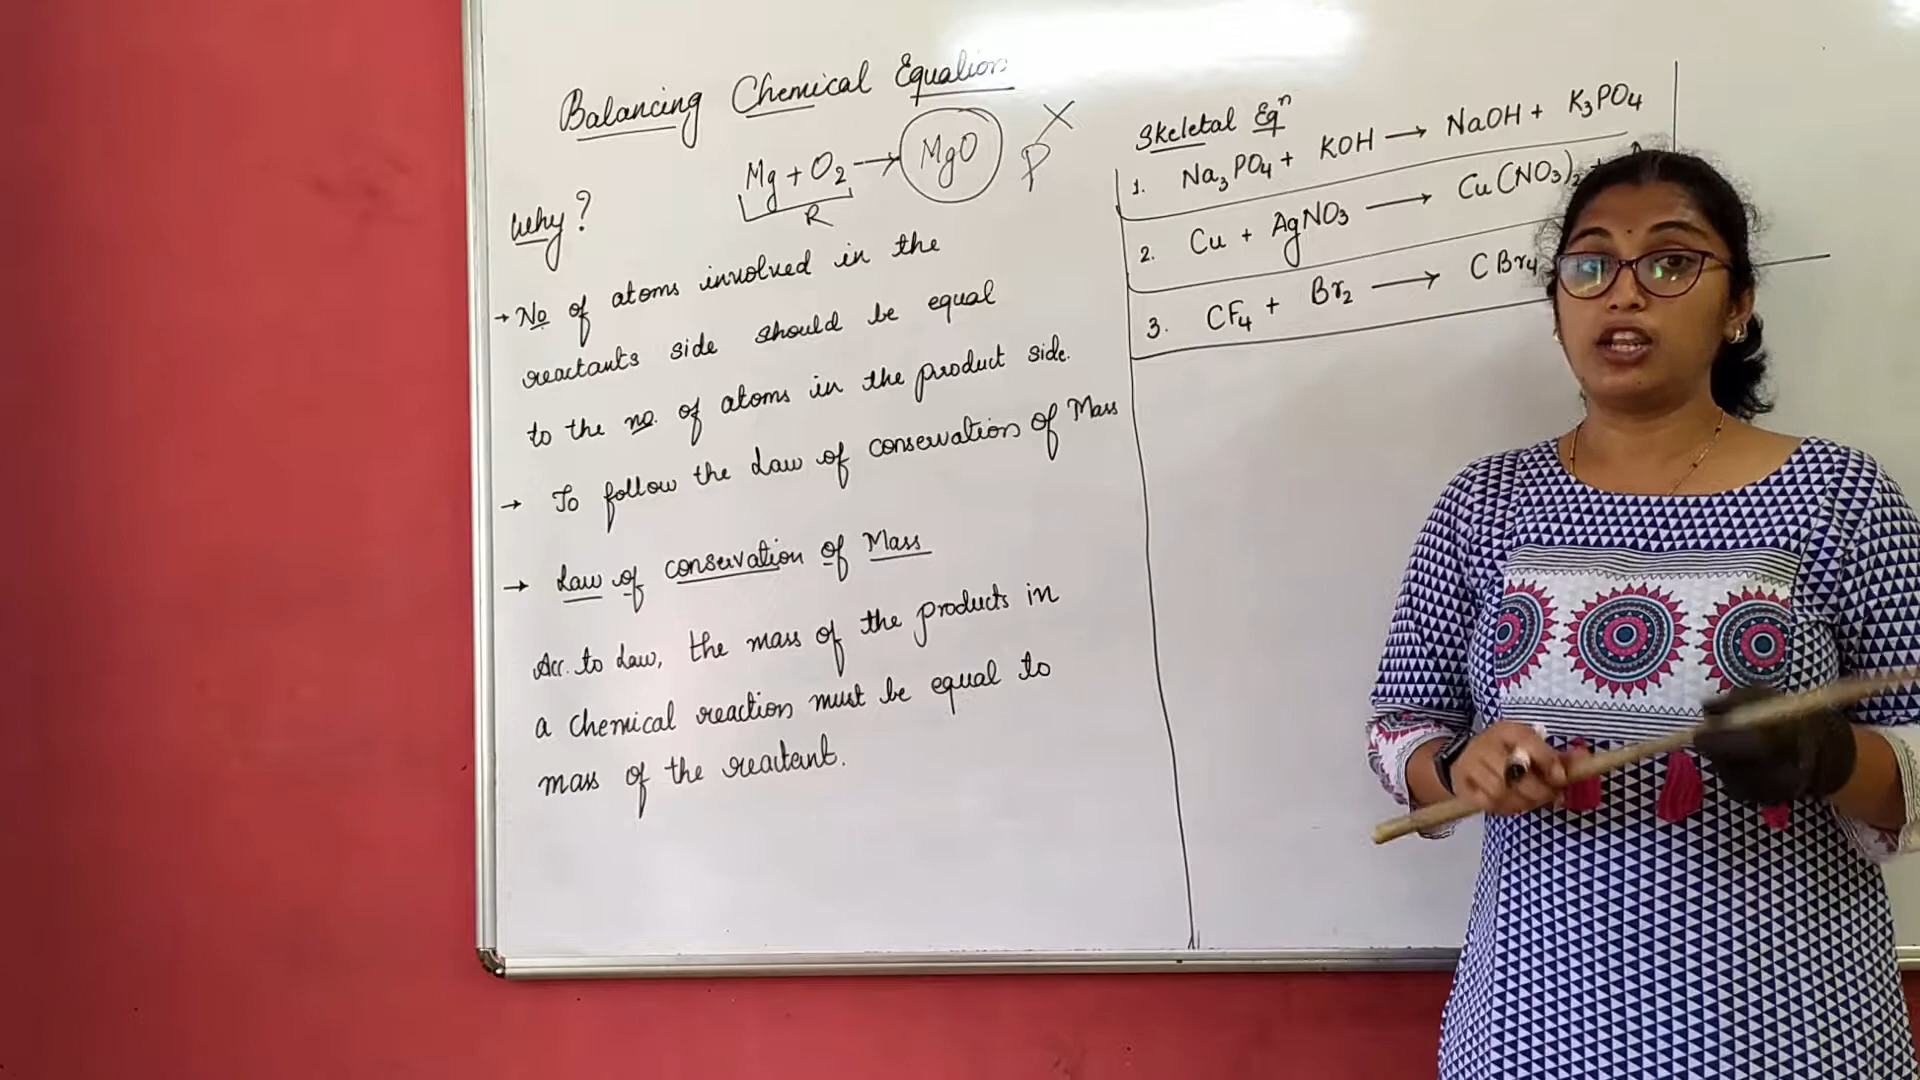 Balancing Chemical Equation
Mg + O₂ → MgO
R
P
X
Why?
→ No of atoms involved in the
reactants side should be equal
to the no. of atoms in the product side.
→ To follow the Law of conservation of Mass
→ Law of conservation of Mass
Acc. to Law, the mass of the products in
a chemical reaction must be equal to
mass of the reactant.
Skeletal Eqⁿ
1. Na₃PO₄ + KOH → NaOH + K₃PO₄
2. Cu + AgNO₃ → Cu(NO₃)₂ +
3. CF₄ + Br₂ → CBr₄